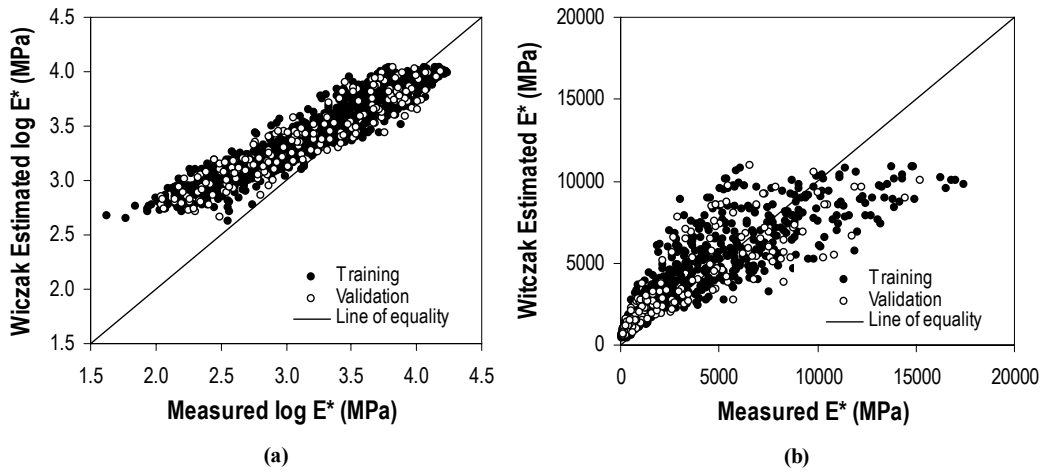 4.5
4.0
3.5
3.0
2.5
2.0
1.5
Wiczak Estimated log E* (MPa)
Training
Validation
Line of equality
1.5 2.0 2.5 3.0 3.5 4.0 4.5
Measured log E* (MPa)
(a)
20000
15000
10000
5000
0
Witczak Estimated E* (MPa)
Training
Validation
Line of equality
0 5000 10000 15000 20000
Measured E* (MPa)
(b)